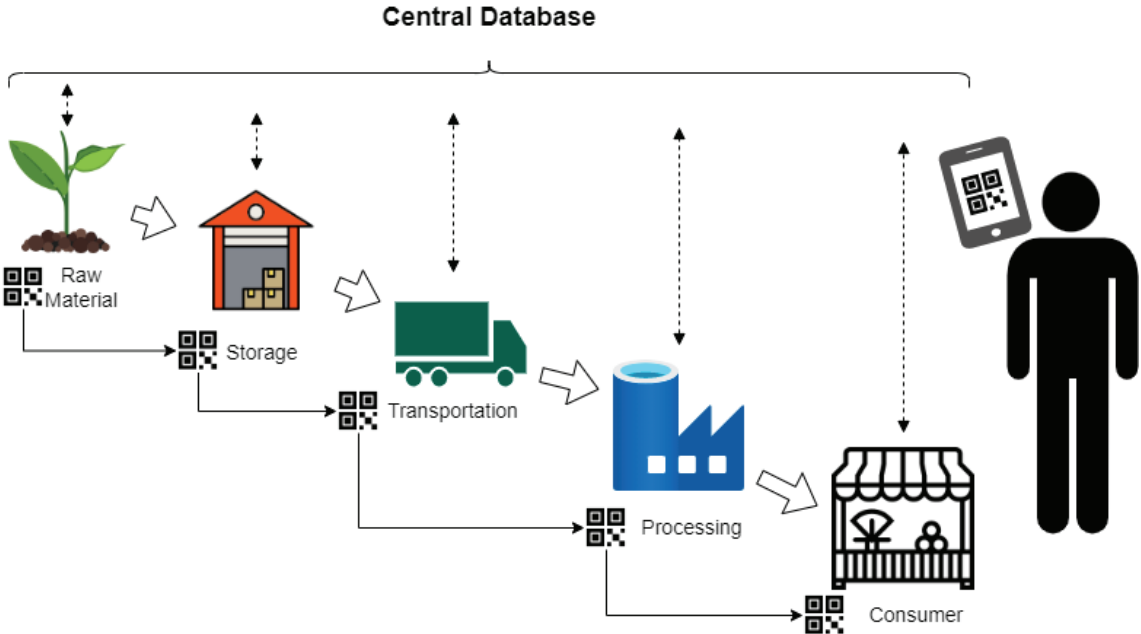 Central Database
Raw
Material
Storage
Transportation
Processing
Consumer